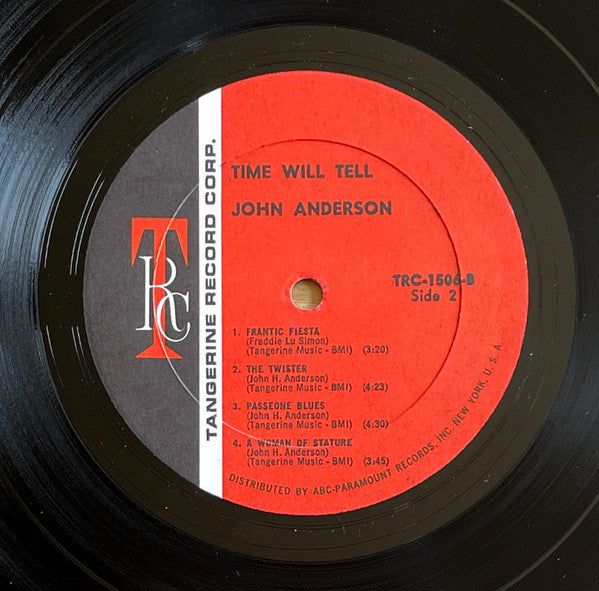 TIME WILL TELL
JOHN ANDERSON
TRC
TANGERINE RECORD CORP.
TRC-1506-B
Side 2
1. FRANTIC FIESTA
(Freddie Lu Simon)
(Tangerine Music - BMI) (3:20)
2. THE TWISTER
(John H. Anderson)
(Tangerine Music - BMI) (4:23)
3. PASSEONE BLUES
(John H. Anderson)
(Tangerine Music - BMI) (4:30)
4. A WOMAN OF STATURE
(John H. Anderson)
(Tangerine Music - BMI) (3:45)
DISTRIBUTED BY ABC-PARAMOUNT RECORDS, INC. NEW YORK, U. S. A.